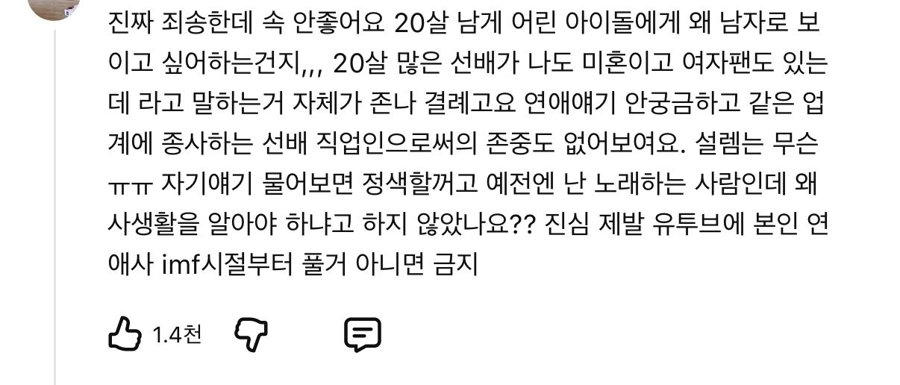 진짜 죄송한데 속 안좋어요 20살 남게 어린 아이돌에게 왜 남자로 보
이고 싶어하는건지,,, 20살 많은 선배가 나도 미혼이고 여자팬도 있는
데 라고 말하는거 자체가 존나 결례고요 연애얘기 안궁금하고 같은 업
계에 종사하는 선배 직업인으로써의 존중도 없어보여요. 설렘는 무슨
ㅠㅠ 자기얘기 물어보면 정색할꺼고 예전엔 난 노래하는 사람인데 왜
사생활을 알아야 하냐고 하지 않았나요?? 진심 제발 유투브에 본인 연
애사 imf시절부터 풀거 아니면 금지
1.4천